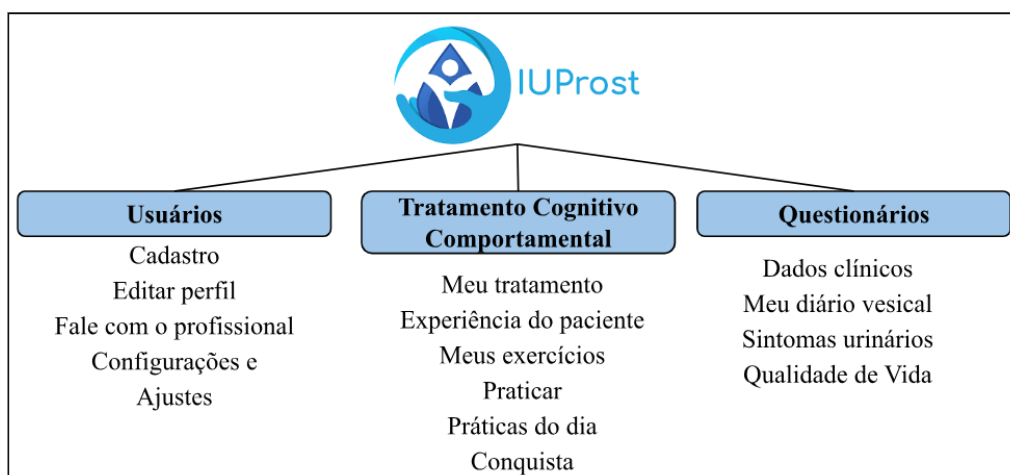 IUProst
Usuários
Cadastro
Editar perfil
Fale com o profissional
Configurações e
Ajustes
Tratamento Cognitivo
Comportamental
Meu tratamento
Experiência do paciente
Meus exercícios
Praticar
Práticas do dia
Conquista
Questionários
Dados clínicos
Meu diário vesical
Sintomas urinários
Qualidade de Vida